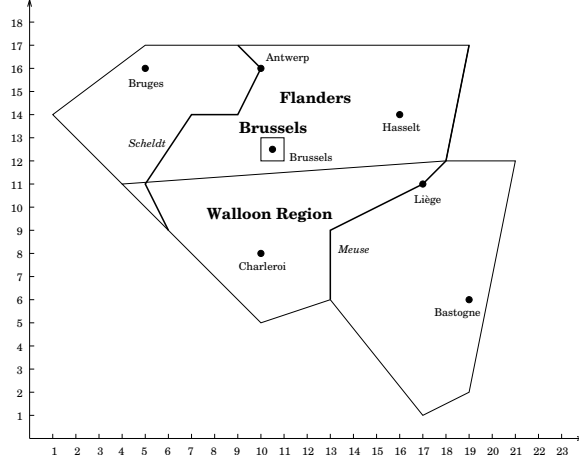 18
17
16
15
14
13
12
11
10
9
8
7
6
5
4
3
2
1
Antwerp
Bruges
Flanders
Hasselt
Brussels
Scheldt
Brussels
Liège
Walloon Region
Meuse
Charleroi
Bastogne
1 2 3 4 5 6 7 8 9 10 11 12 13 14 15 16 17 18 19 20 21 22 23